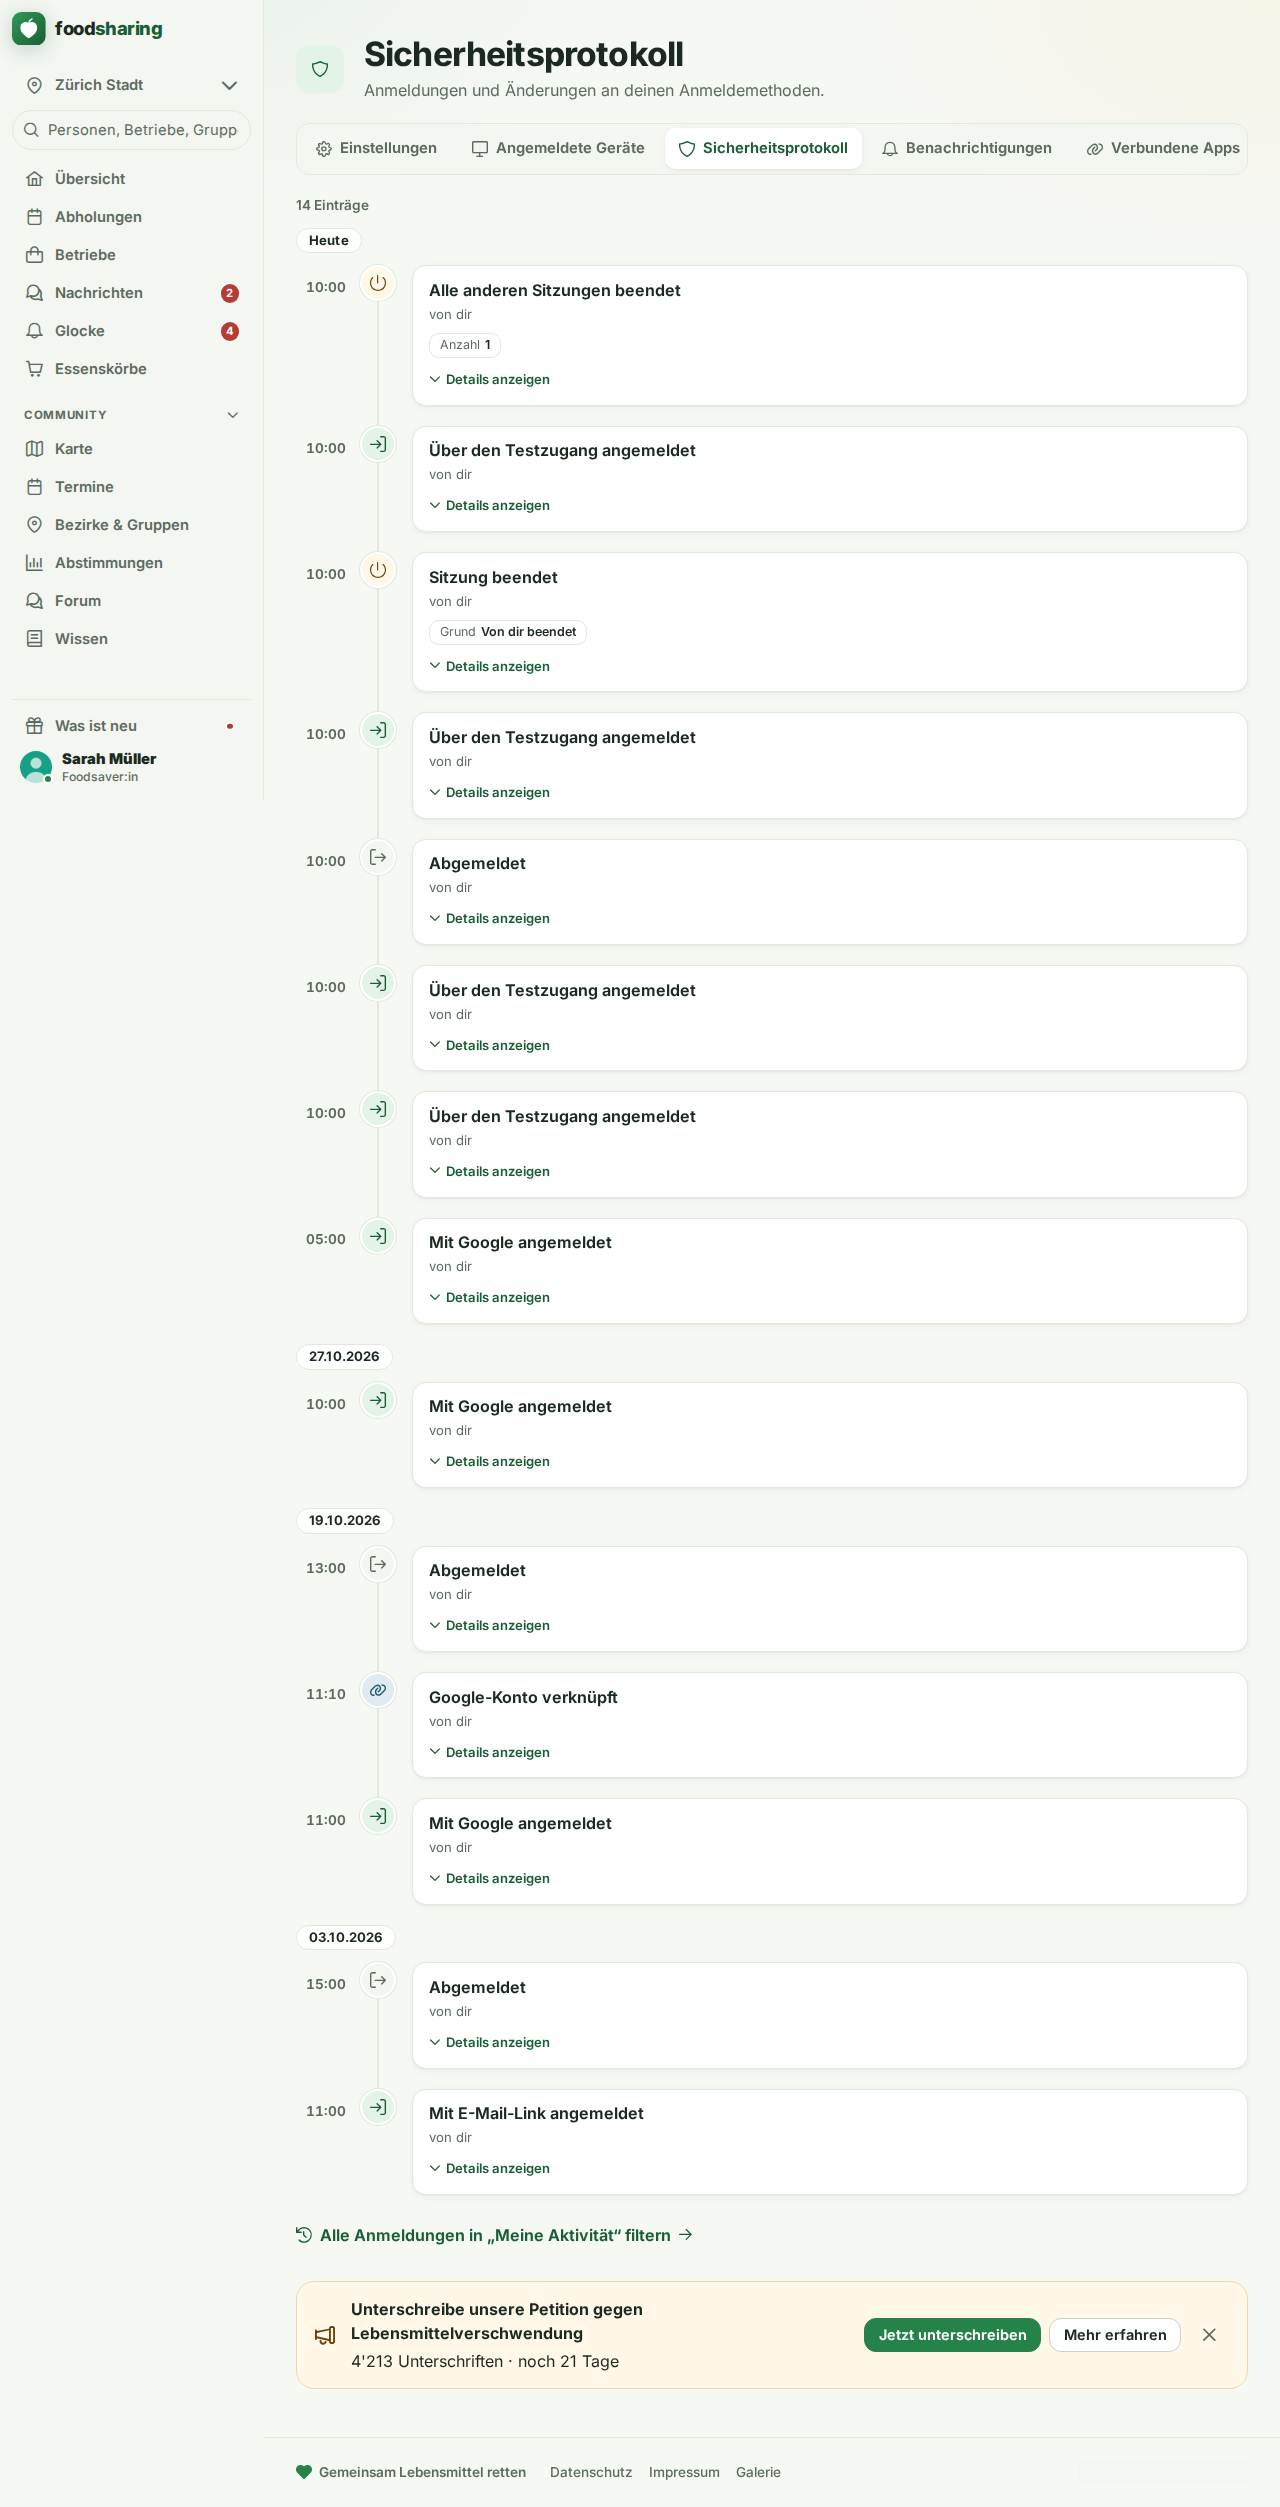 foodsharing
Zürich Stadt
Personen, Betriebe, Grupp
Übersicht
Abholungen
Betriebe
Nachrichten 2
Glocke 4
Essenskörbe
COMMUNITY
Karte
Termine
Bezirke & Gruppen
Abstimmungen
Forum
Wissen
Was ist neu
Sarah Müller
Foodsaver:in
Sicherheitsprotokoll
Anmeldungen und Änderungen an deinen Anmeldemethoden.
Einstellungen Angemeldete Geräte Sicherheitsprotokoll Benachrichtigungen Verbundene Apps
14 Einträge
Heute
10:00 Alle anderen Sitzungen beendet
von dir
Anzahl 1
Details anzeigen
10:00 Über den Testzugang angemeldet
von dir
Details anzeigen
10:00 Sitzung beendet
von dir
Grund Von dir beendet
Details anzeigen
10:00 Über den Testzugang angemeldet
von dir
Details anzeigen
10:00 Abgemeldet
von dir
Details anzeigen
10:00 Über den Testzugang angemeldet
von dir
Details anzeigen
10:00 Über den Testzugang angemeldet
von dir
Details anzeigen
05:00 Mit Google angemeldet
von dir
Details anzeigen
27.10.2026
10:00 Mit Google angemeldet
von dir
Details anzeigen
19.10.2026
13:00 Abgemeldet
von dir
Details anzeigen
11:10 Google-Konto verknüpft
von dir
Details anzeigen
11:00 Mit Google angemeldet
von dir
Details anzeigen
03.10.2026
15:00 Abgemeldet
von dir
Details anzeigen
11:00 Mit E-Mail-Link angemeldet
von dir
Details anzeigen
Alle Anmeldungen in „Meine Aktivität“ filtern
Unterschreibe unsere Petition gegen
Lebensmittelverschwendung
4'213 Unterschriften · noch 21 Tage
Jetzt unterschreiben Mehr erfahren
Gemeinsam Lebensmittel retten Datenschutz Impressum Galerie